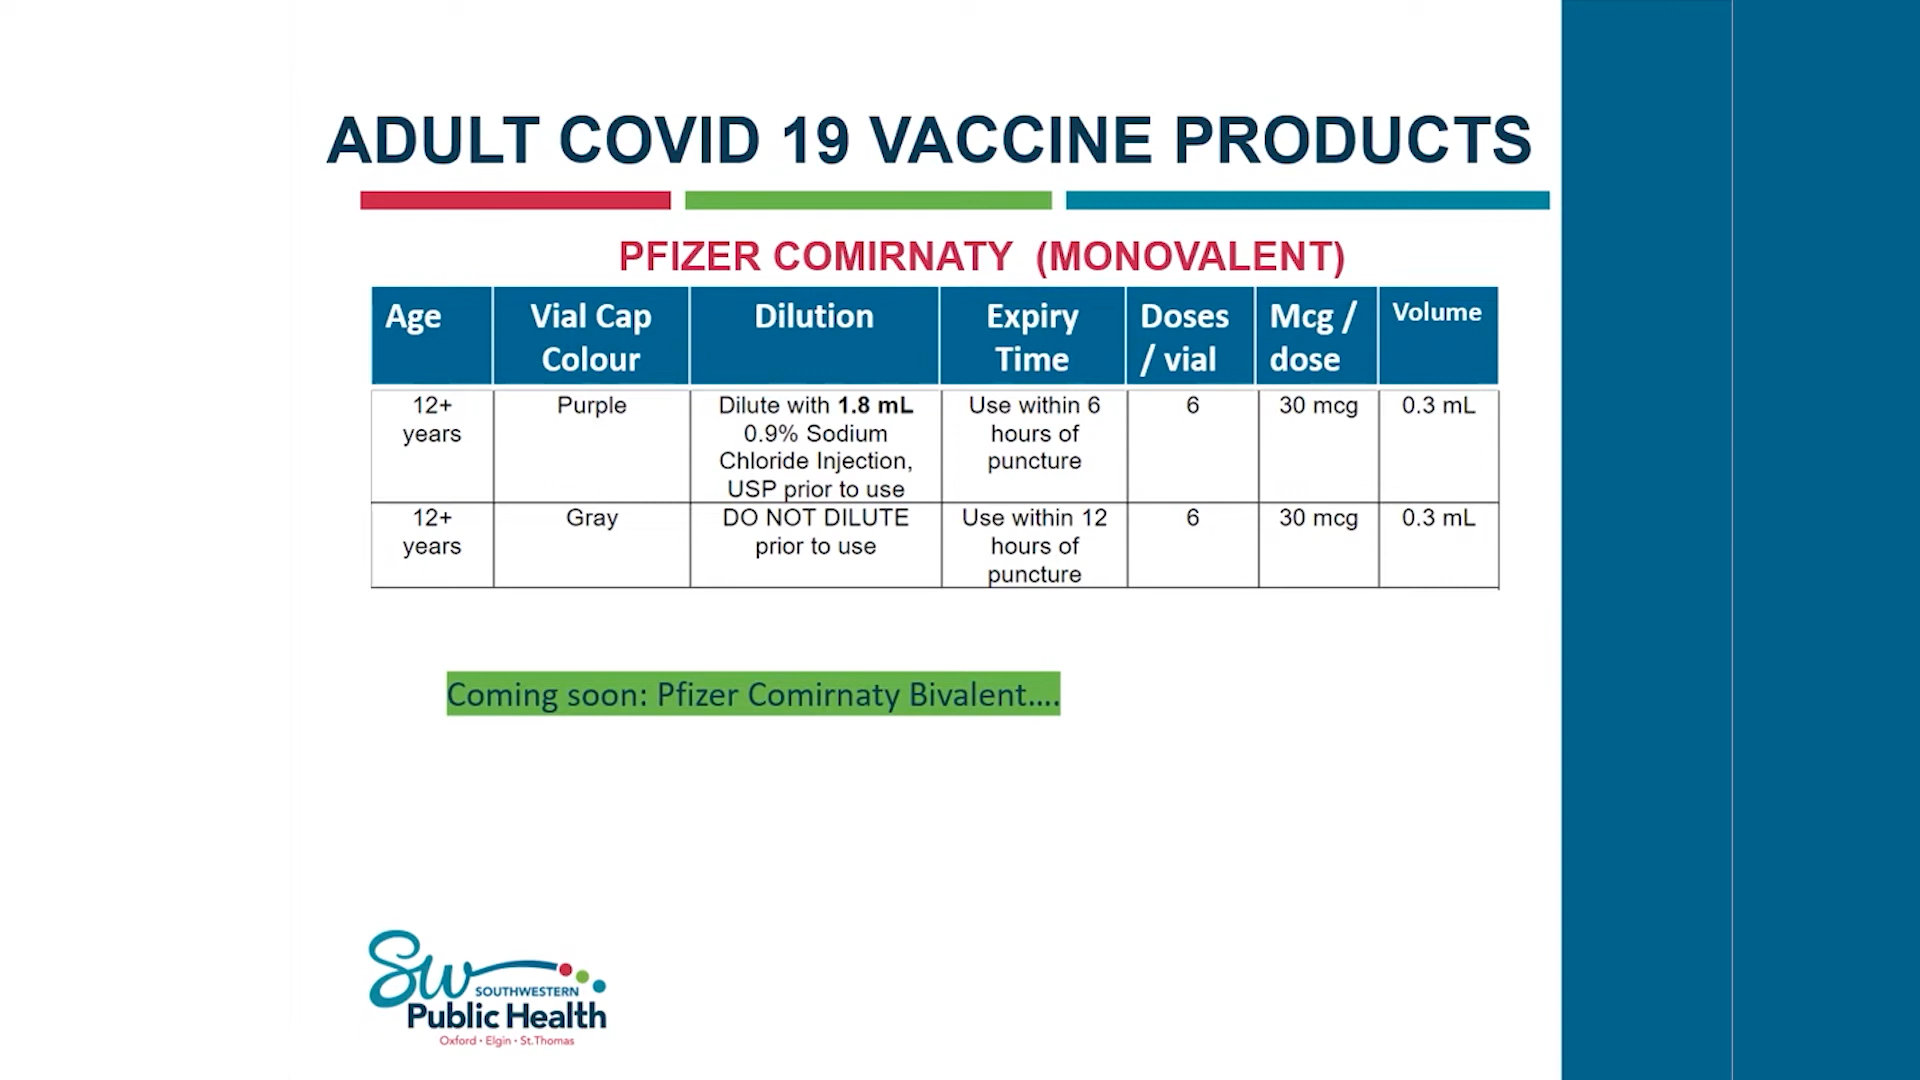 ADULT COVID 19 VACCINE PRODUCTS
PFIZER COMIRNATY (MONOVALENT)
Age
Vial Cap
Colour
Dilution
Expiry
Time
Doses
/ vial
Mcg /
dose
Volume
12+
years
Purple
Dilute with 1.8 mL
0.9% Sodium
Chloride Injection,
USP prior to use
Use within 6
hours of
puncture
6
30 mcg
0.3 mL
12+
years
Gray
DO NOT DILUTE
prior to use
Use within 12
hours of
puncture
6
30 mcg
0.3 mL
Coming soon: Pfizer Comirnaty Bivalent....
SW
SOUTHWESTERN
Public Health
Oxford • Elgin • St.Thomas